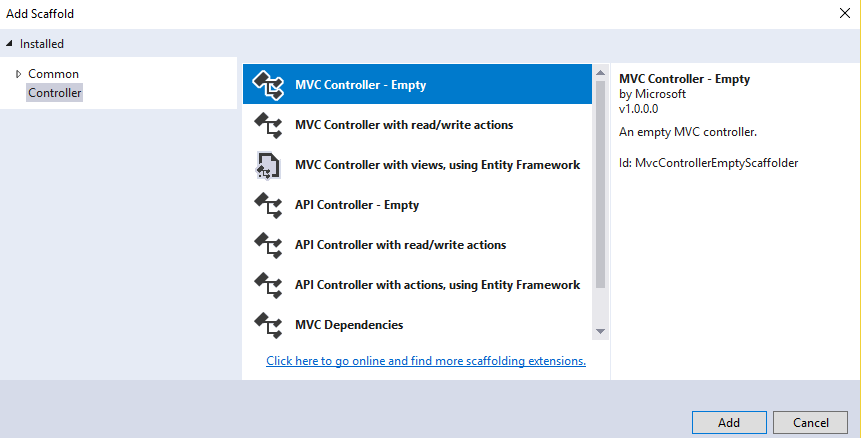 Add Scaffold
Installed
Common
Controller
MVC Controller - Empty
MVC Controller with read/write actions
MVC Controller with views, using Entity Framework
API Controller - Empty
API Controller with read/write actions
API Controller with actions, using Entity Framework
MVC Dependencies
Click here to go online and find more scaffolding extensions.
MVC Controller - Empty
by Microsoft
v1.0.0.0
An empty MVC controller.
Id: MvcControllerEmptyScaffolder
Add
Cancel